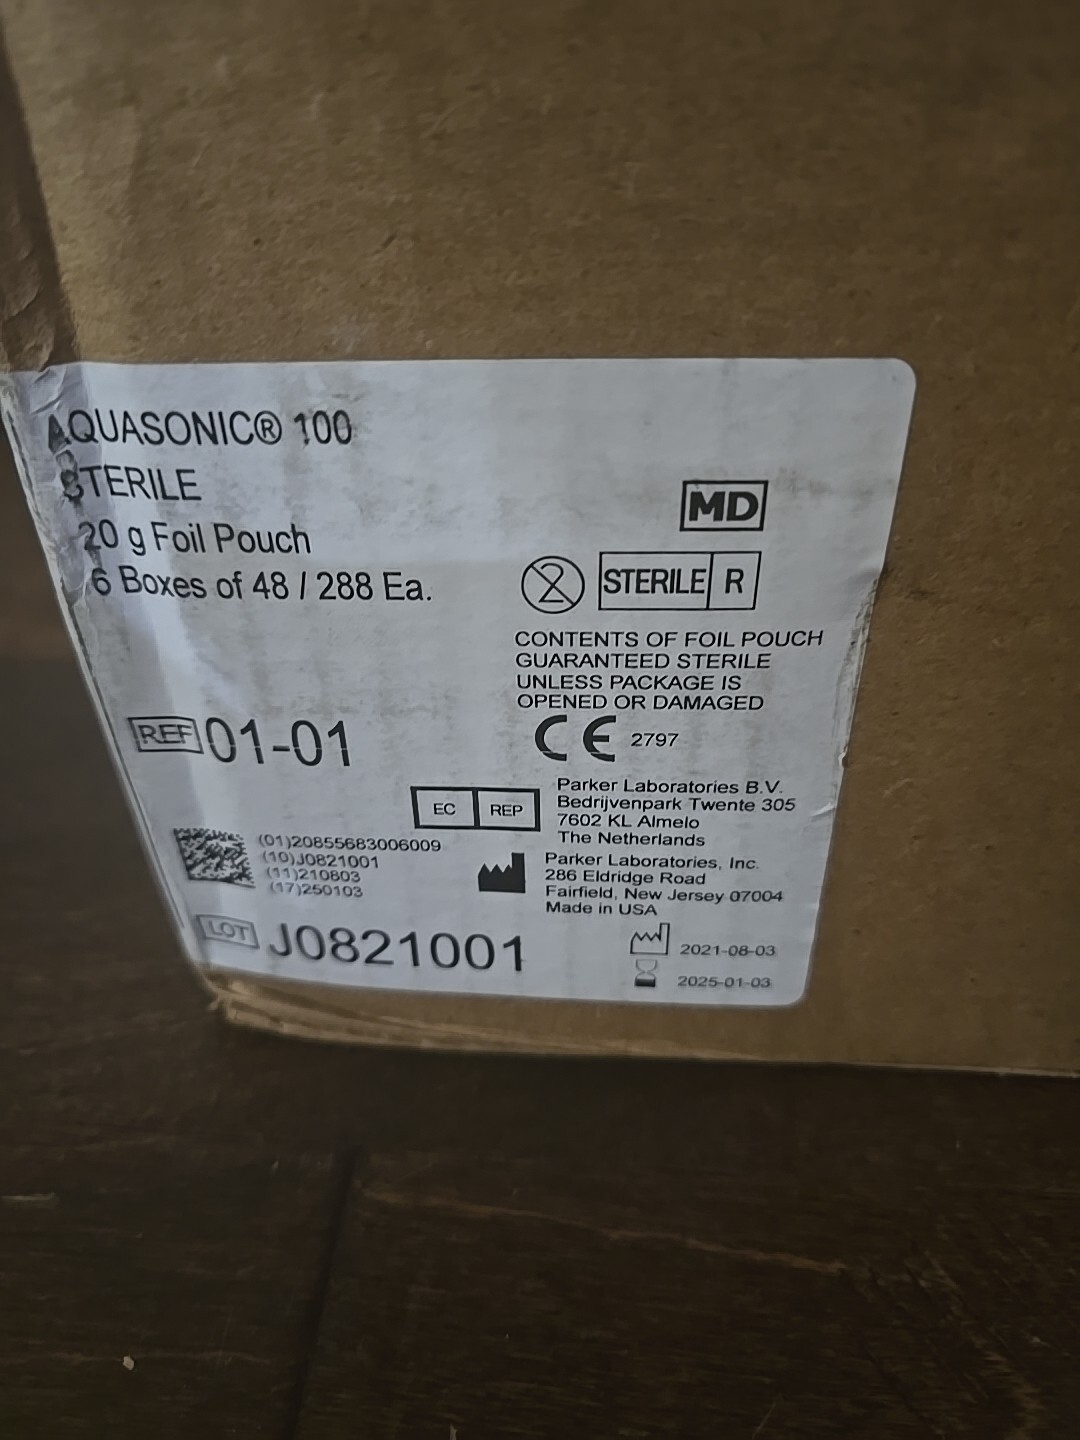 AQUASONIC® 100
STERILE
20 g Foil Pouch
6 Boxes of 48 / 288 Ea.
MD
2
STERILE R
CONTENTS OF FOIL POUCH
GUARANTEED STERILE
UNLESS PACKAGE IS
OPENED OR DAMAGED
REF 01-01
CE 2797
EC REP
Parker Laboratories B.V.
Bedrijvenpark Twente 305
7602 KL Almelo
The Netherlands
(01)20855683006009
(10)J0821001
(11)210803
(17)250103
Parker Laboratories, Inc.
286 Eldridge Road
Fairfield, New Jersey 07004
Made in USA
LOT J0821001
2021-08-03
2025-01-03